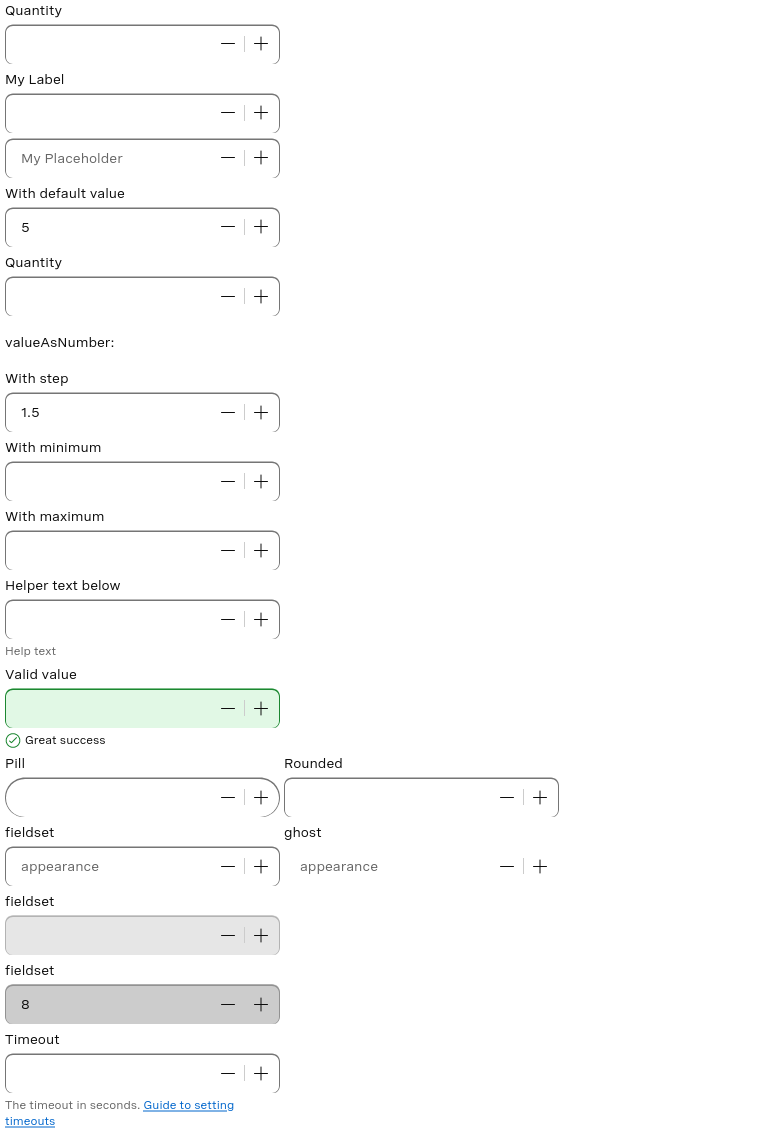 Quantity
My Label
My Placeholder
With default value
5
Quantity
valueAsNumber:
With step
1.5
With minimum
With maximum
Helper text below
Help text
Valid value
Great success
Pill Rounded
fieldset ghost
appearance appearance
fieldset
fieldset
8
Timeout
The timeout in seconds. Guide to setting
timeouts